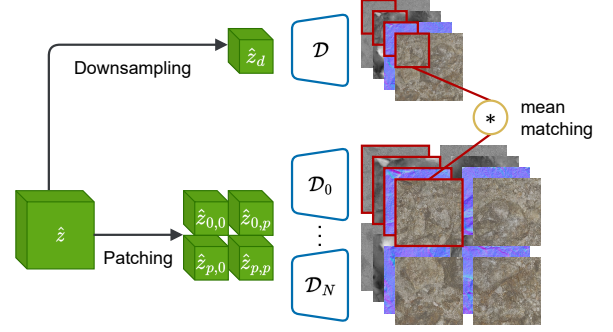 Downsampling
ẑ_d
𝒟
*
mean
matching
ẑ
Patching
ẑ_{0,0} ẑ_{0,p}
ẑ_{p,0} ẑ_{p,p}
𝒟_0
⋮
𝒟_N